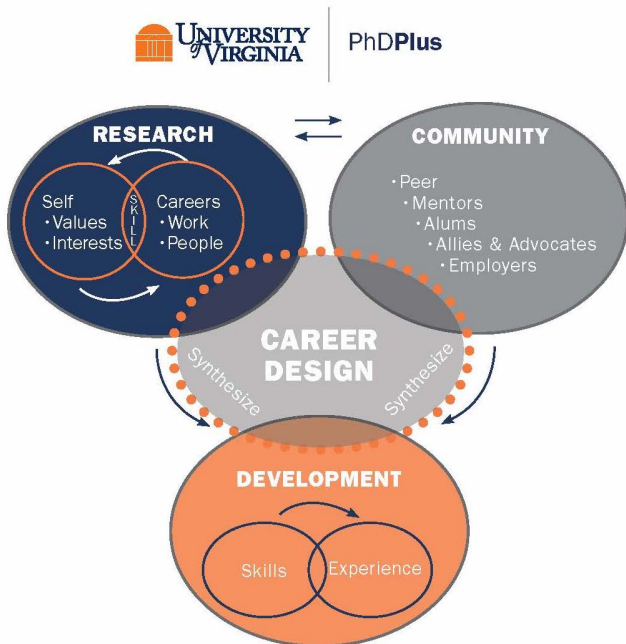 UNIVERSITY
of VIRGINIA
PhDPlus
RESEARCH
Self
• Values
• Interests
SKILL
Careers
• Work
• People
COMMUNITY
• Peer
• Mentors
• Alums
• Allies & Advocates
• Employers
CAREER
DESIGN
Synthesize
Synthesize
DEVELOPMENT
Skills
Experience